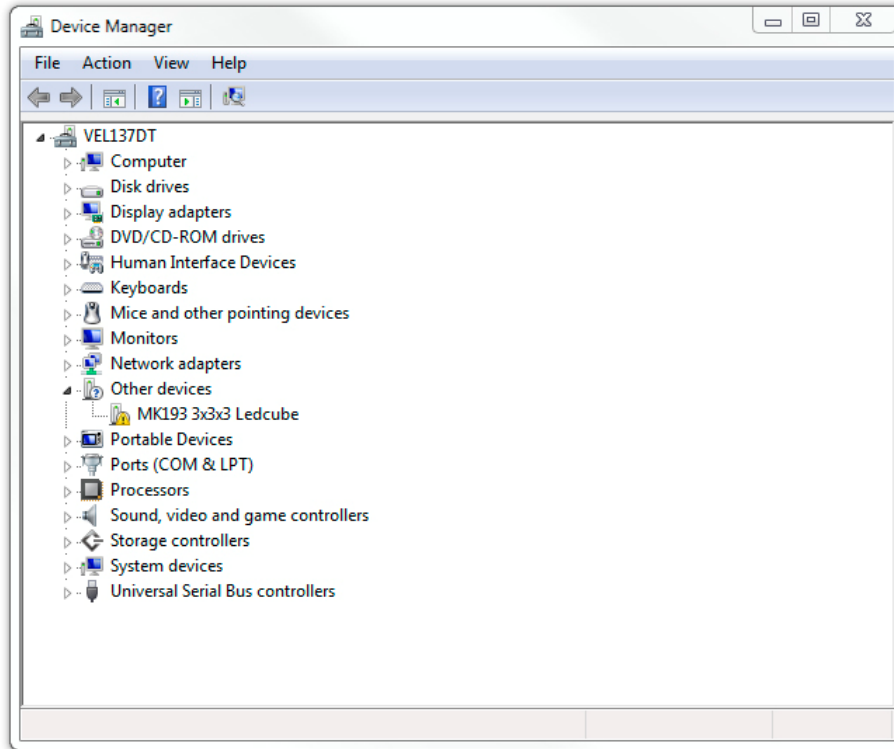 Device Manager
File Action View Help
VEL137DT
Computer
Disk drives
Display adapters
DVD/CD-ROM drives
Human Interface Devices
Keyboards
Mice and other pointing devices
Monitors
Network adapters
Other devices
MK193 3x3x3 Ledcube
Portable Devices
Ports (COM & LPT)
Processors
Sound, video and game controllers
Storage controllers
System devices
Universal Serial Bus controllers